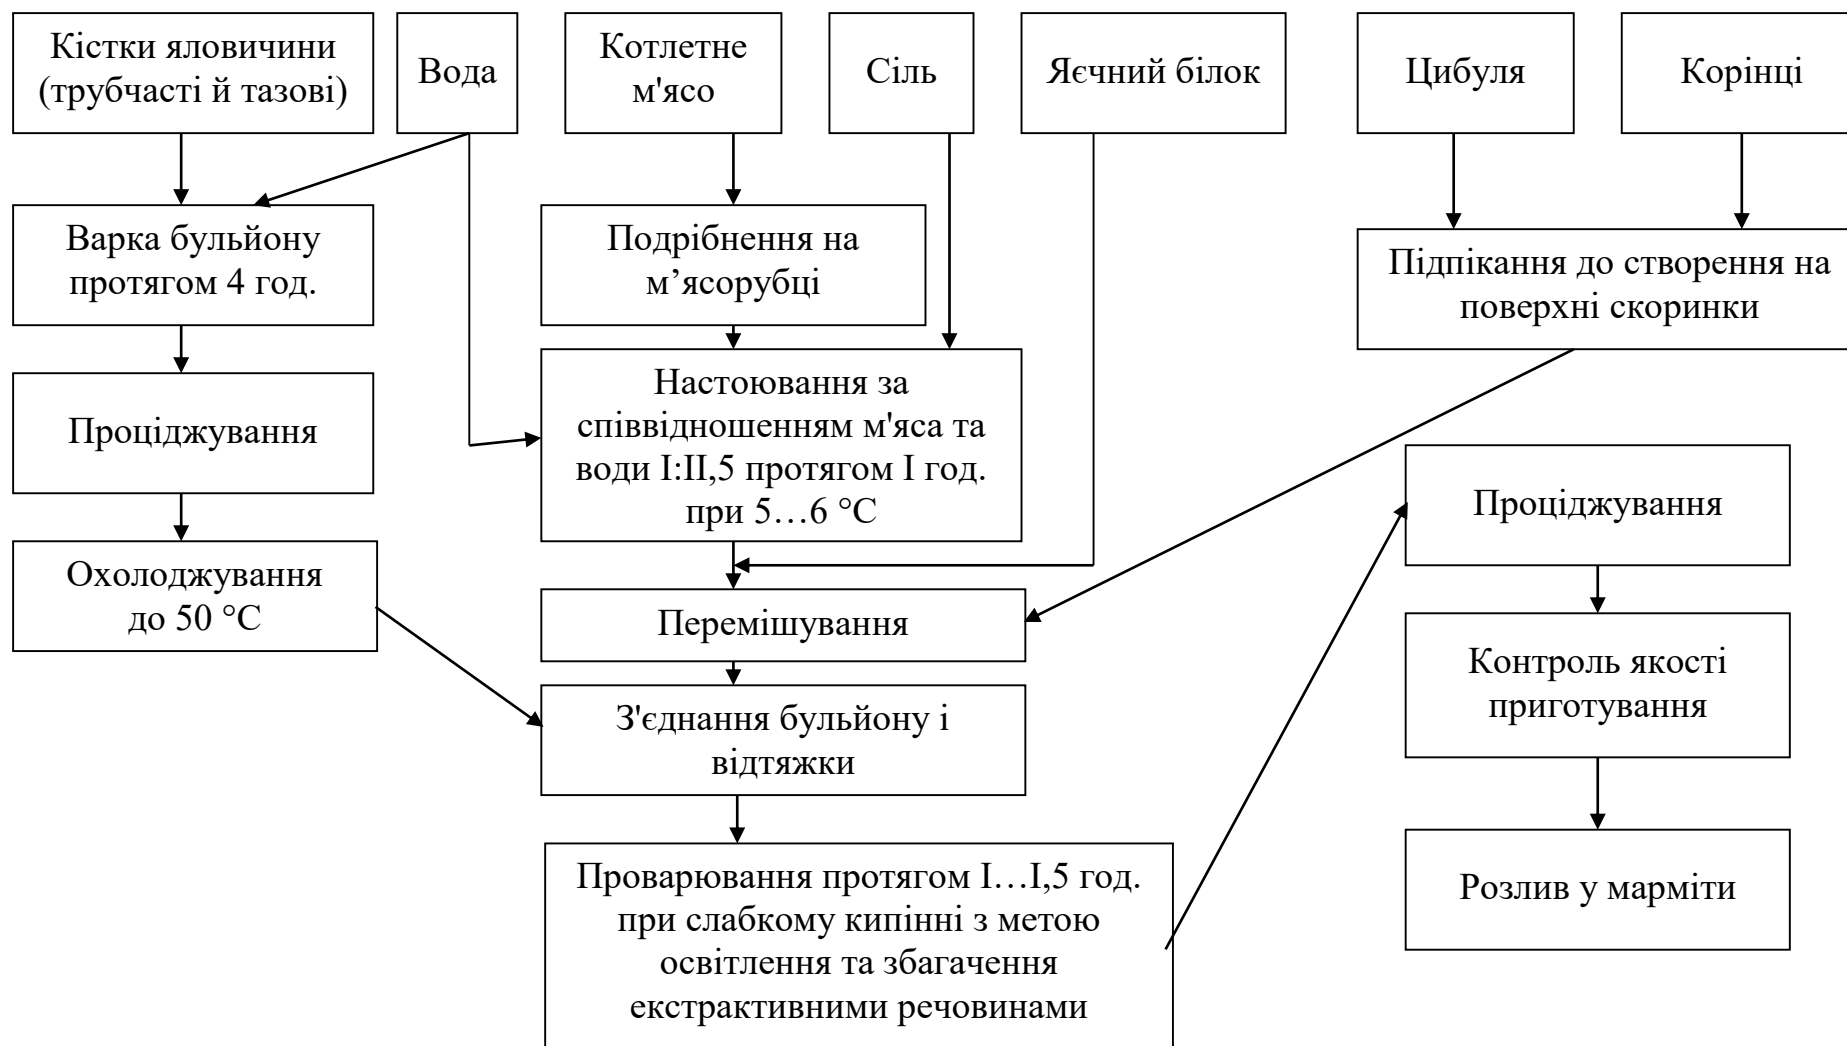 Кістки яловичини
(трубчасті й тазові)
Вода
Котлетне
м'ясо
Сіль
Яєчний білок
Цибуля
Корінці
Варка бульйону
протягом 4 год.
Подрібнення на
м’ясорубці
Підпікання до створення на
поверхні скоринки
Проціджування
Настоювання за
співвідношенням м'яса та
води І:ІІ,5 протягом І год.
при 5…6 °С
Проціджування
Охолоджування
до 50 °С
Перемішування
Контроль якості
приготування
З'єднання бульйону і
відтяжки
Проварювання протягом І…І,5 год.
при слабкому кипінні з метою
освітлення та збагачення
екстрактивними речовинами
Розлив у марміти